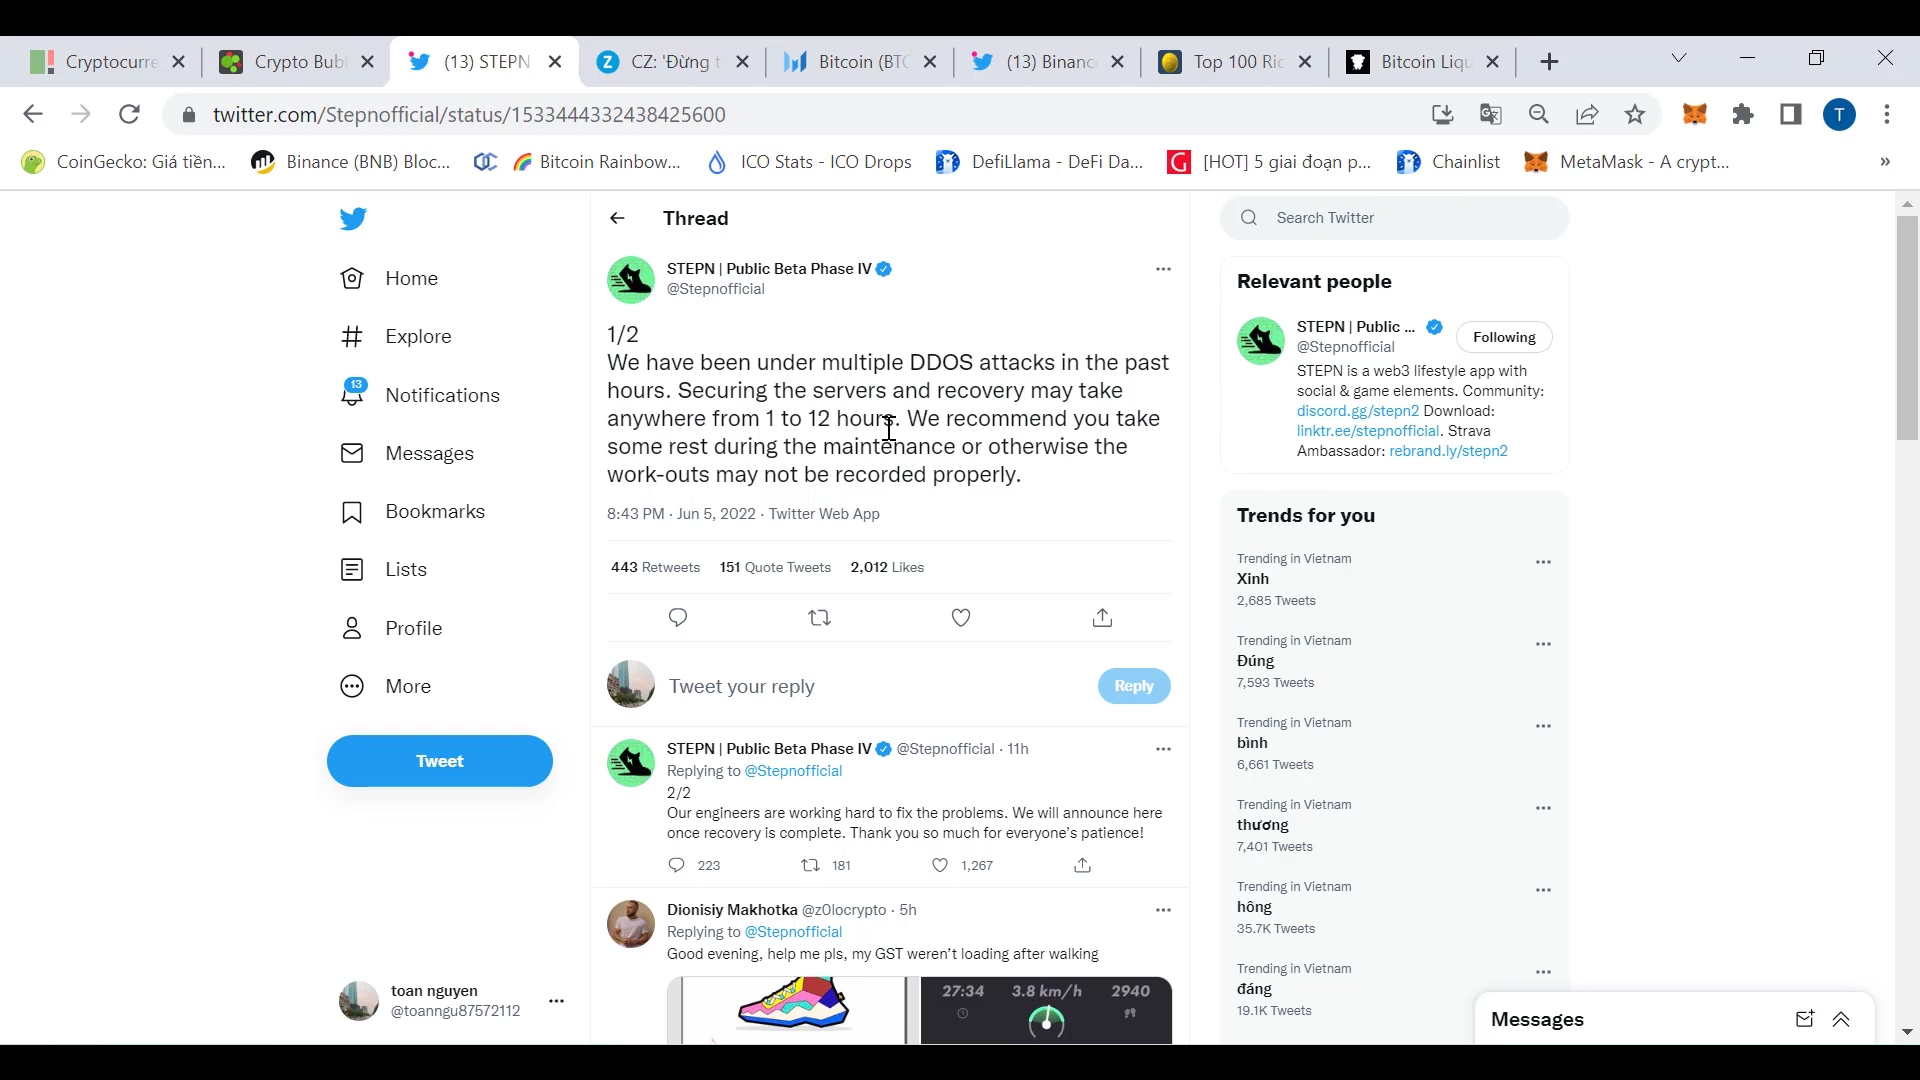 Cryptocurre
Crypto Bubl
(13) STEPN
CZ: 'Đừng t
Bitcoin (BTC
(13) Binance
Top 100 Ric
Bitcoin Liqu
twitter.com/Stepnofficial/status/1533444332438425600
T
CoinGecko: Giá tiền...
Binance (BNB) Bloc...
Bitcoin Rainbow...
ICO Stats - ICO Drops
DefiLlama - DeFi Da...
[HOT] 5 giai đoạn p...
Chainlist
MetaMask - A crypt...
»
Home
Explore
13
Notifications
Messages
Bookmarks
Lists
Profile
More
Tweet
toan nguyen
@toanngu87572112
Thread
STEPN | Public Beta Phase IV
@Stepnofficial
1/2
We have been under multiple DDOS attacks in the past
hours. Securing the servers and recovery may take
anywhere from 1 to 12 hours. We recommend you take
some rest during the maintenance or otherwise the
work-outs may not be recorded properly.
8:43 PM · Jun 5, 2022 · Twitter Web App
443 Retweets 151 Quote Tweets 2,012 Likes
Tweet your reply
Reply
STEPN | Public Beta Phase IV @Stepnofficial · 11h
Replying to @Stepnofficial
2/2
Our engineers are working hard to fix the problems. We will announce here
once recovery is complete. Thank you so much for everyone's patience!
223 181 1,267
Dionisiy Makhotka @z0locrypto · 5h
Replying to @Stepnofficial
Good evening, help me pls, my GST weren't loading after walking
27:34 3.8 km/h 2940
Search Twitter
Relevant people
STEPN | Public ...
@Stepnofficial
Following
STEPN is a web3 lifestyle app with
social & game elements. Community:
discord.gg/stepn2 Download:
linktr.ee/stepnofficial. Strava
Ambassador: rebrand.ly/stepn2
Trends for you
Trending in Vietnam
Xinh
2,685 Tweets
Trending in Vietnam
Đúng
7,593 Tweets
Trending in Vietnam
bình
6,661 Tweets
Trending in Vietnam
thương
7,401 Tweets
Trending in Vietnam
hông
35.7K Tweets
Trending in Vietnam
đáng
19.1K Tweets
Messages